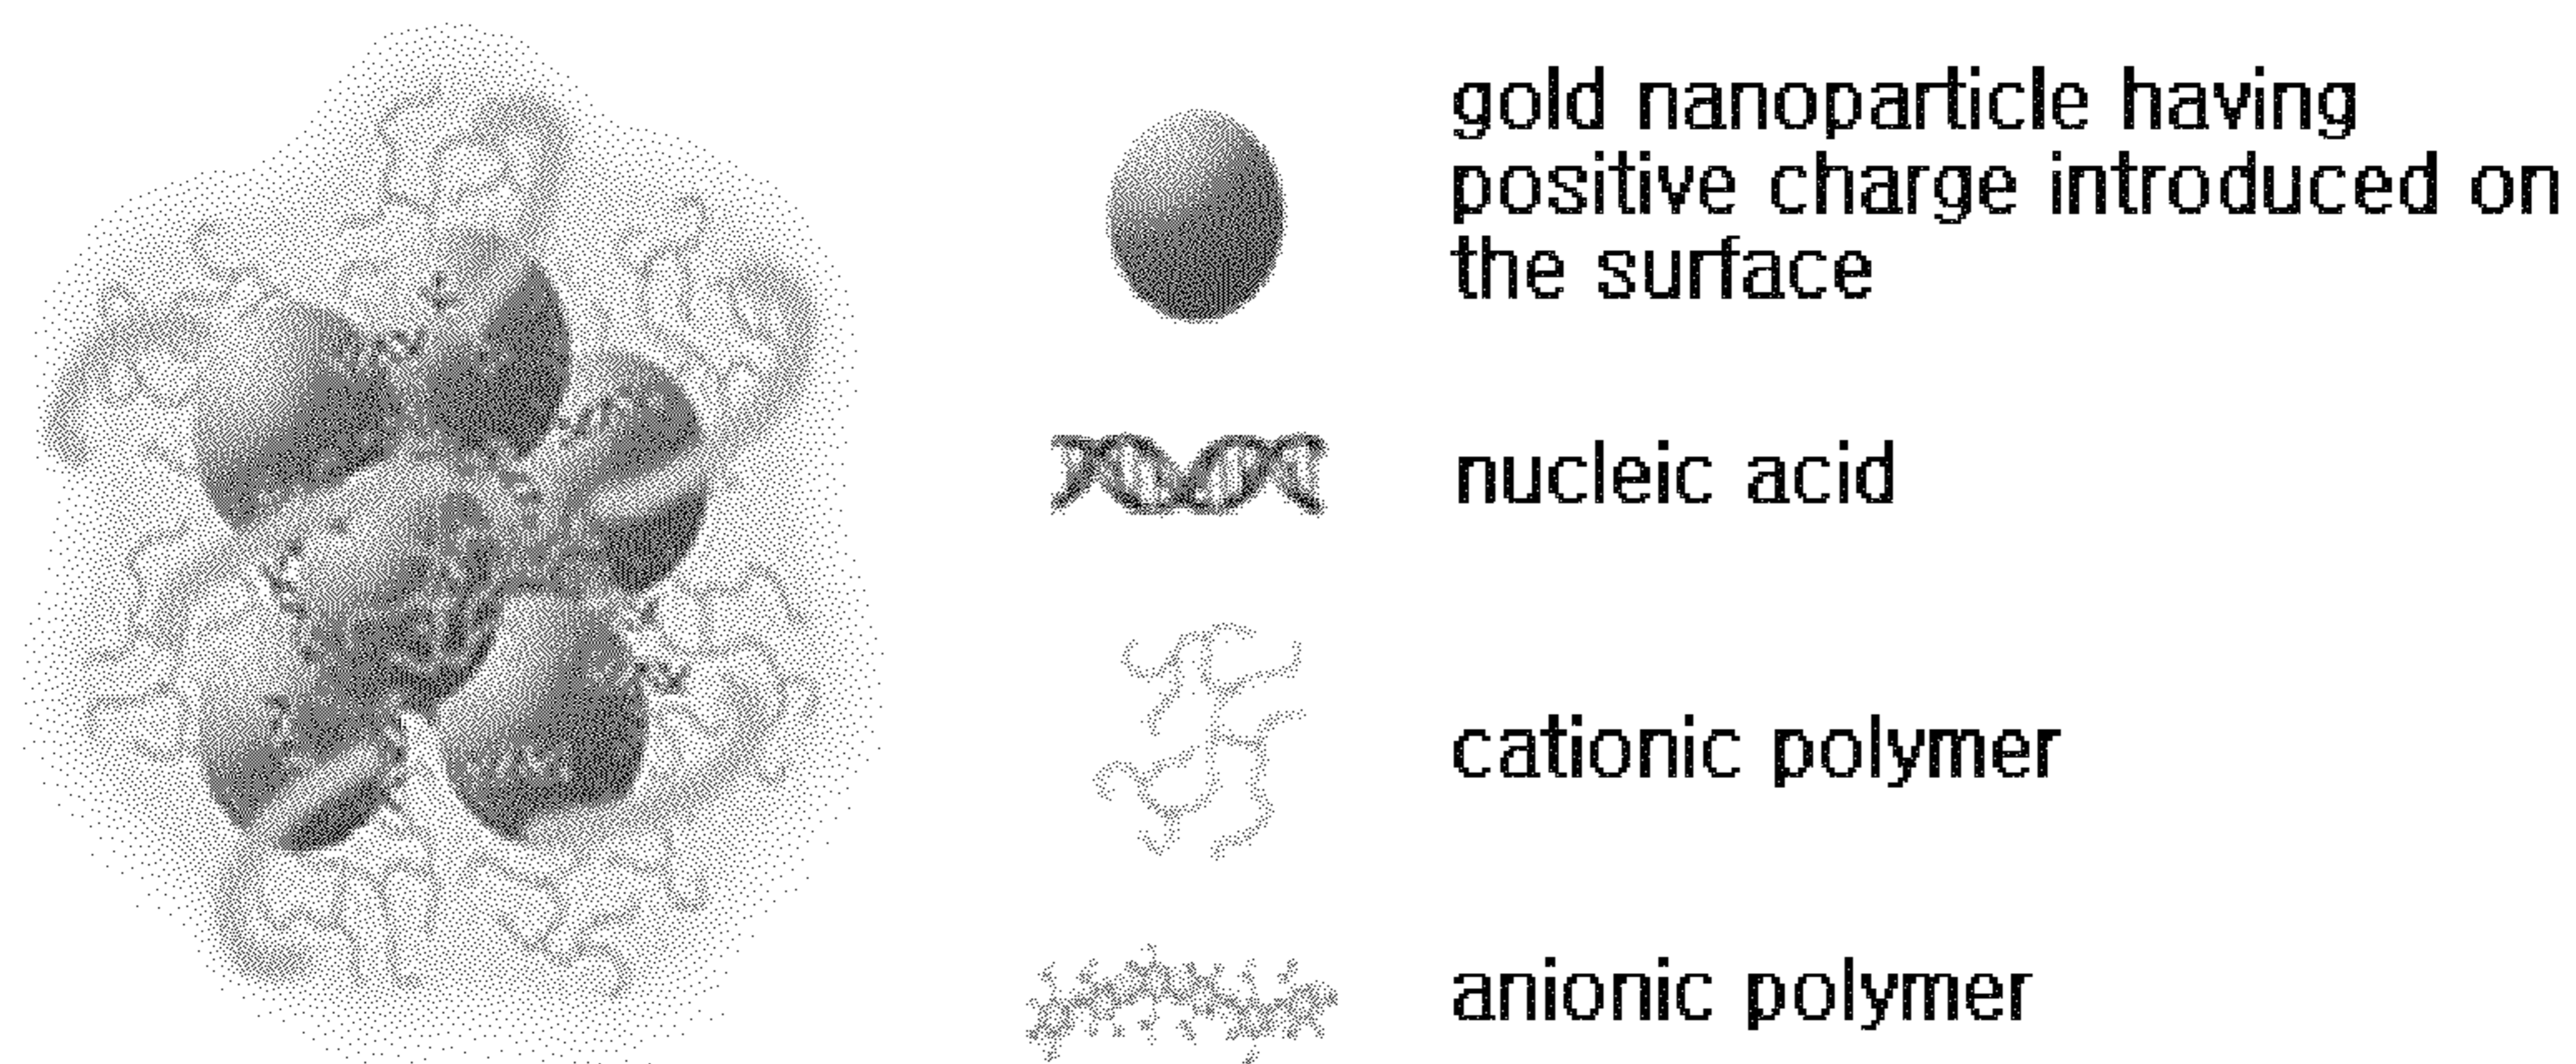 gold nanoparticle having
positive charge introduced on
the surface
nucleic acid
cationic polymer
anionic polymer